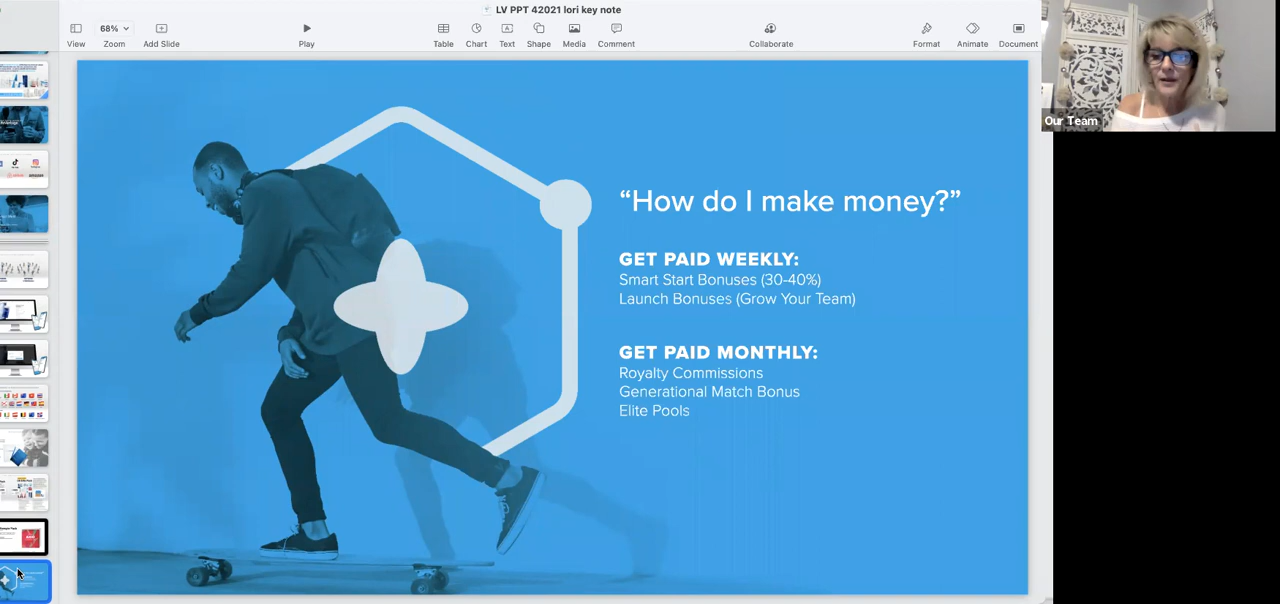 LV PPT 42021 lori key note
68%
View
Zoom
Add Slide
Play
Table
Chart
Text
Shape
Media
Comment
Collaborate
Format
Animate
Document
Our Team
“How do I make money?”
GET PAID WEEKLY:
Smart Start Bonuses (30-40%)
Launch Bonuses (Grow Your Team)
GET PAID MONTHLY:
Royalty Commissions
Generational Match Bonus
Elite Pools